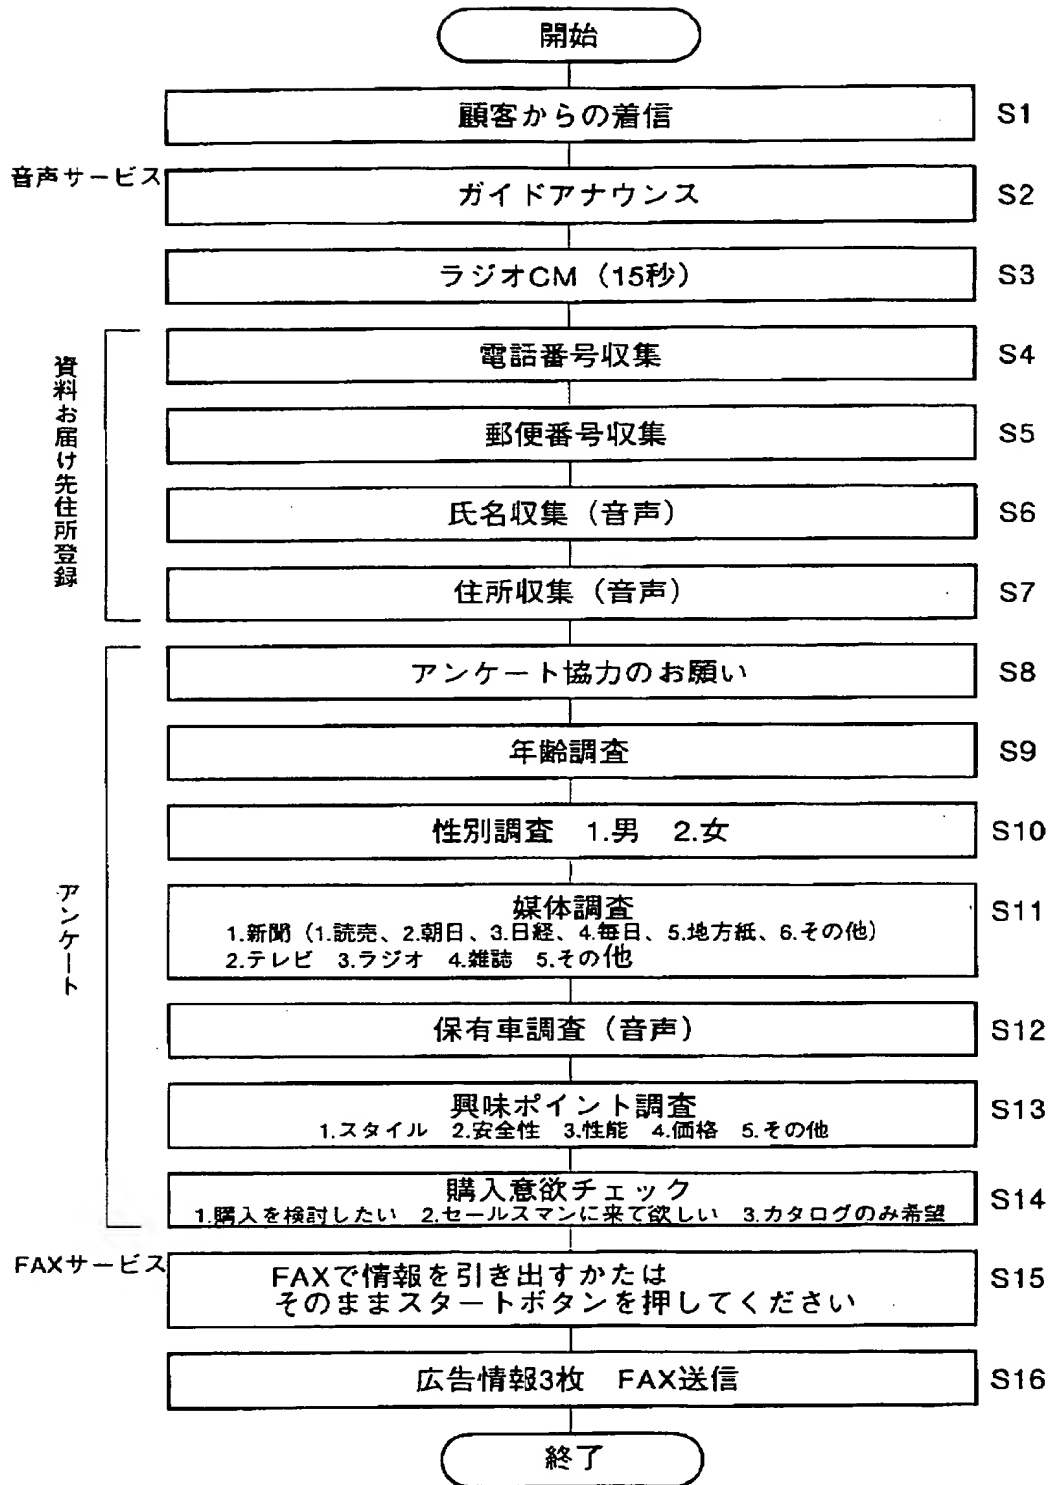 開始
顧客からの着信 S1
音声サービス
ガイドアナウンス S2
ラジオCM（15秒） S3
資料お届け先住所登録
電話番号収集 S4
郵便番号収集 S5
氏名収集（音声） S6
住所収集（音声） S7
アンケート
アンケート協力のお願い S8
年齢調査 S9
性別調査　1.男　2.女 S10
媒体調査 S11
1.新聞（1.読売、2.朝日、3.日経、4.毎日、5.地方紙、6.その他）
2.テレビ　3.ラジオ　4.雑誌　5.その他
保有車調査（音声） S12
興味ポイント調査 S13
1.スタイル　2.安全性　3.性能　4.価格　5.その他
購入意欲チェック S14
1.購入を検討したい　2.セールスマンに来て欲しい　3.カタログのみ希望
FAXサービス
FAXで情報を引き出すかたは S15
そのままスタートボタンを押してください
広告情報3枚　FAX送信 S16
終了